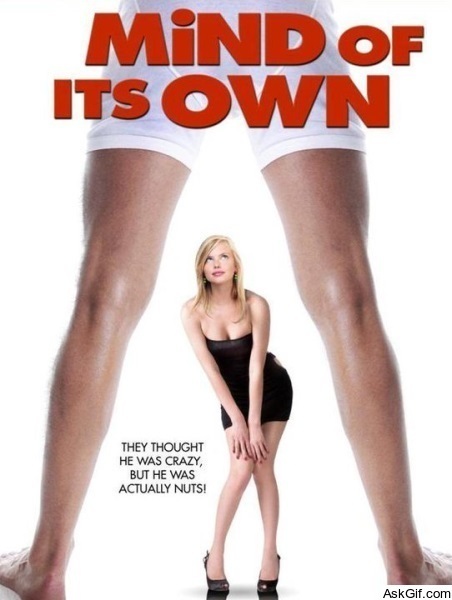 MiND OF
ITS OWN
THEY THOUGHT
HE WAS CRAZY,
BUT HE WAS
ACTUALLY NUTS!
AskGif.com